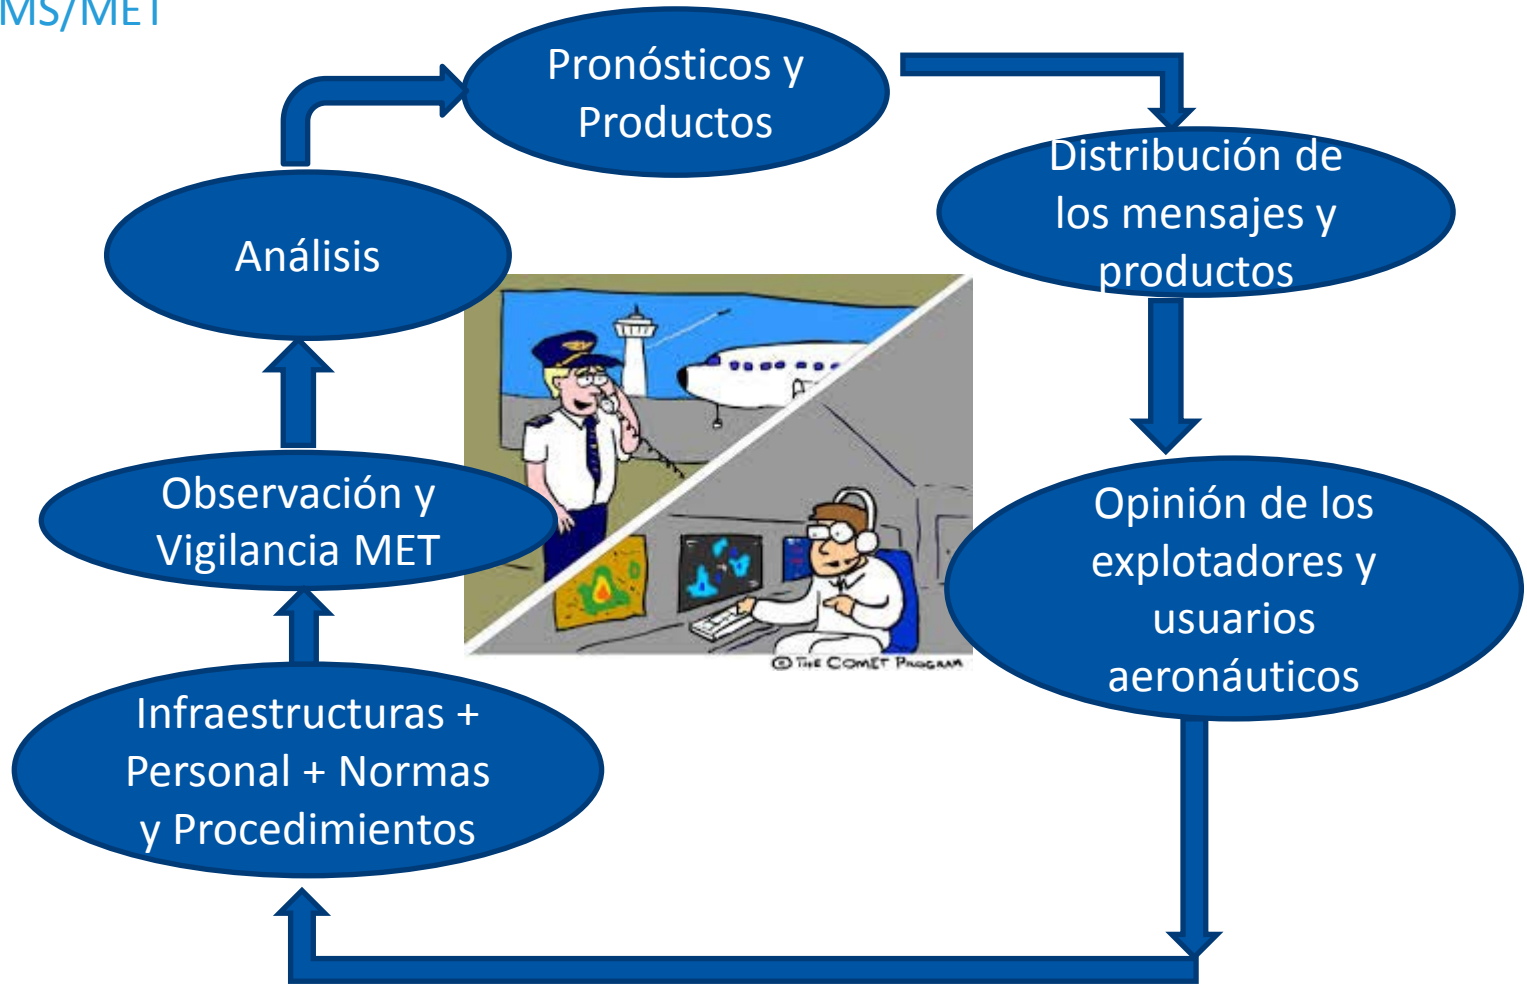 MS/MET
Pronósticos y
Productos
Distribución de
los mensajes y
productos
Análisis
Observación y
Vigilancia MET
Opinión de los
explotadores y
usuarios
aeronáuticos
Infraestructuras +
Personal + Normas
y Procedimientos
© THE COMET PROGRAM